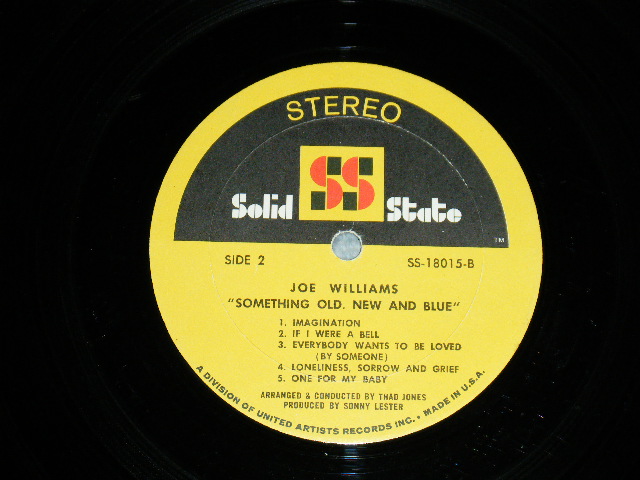 STEREO
SS
Solid State
TM
SIDE 2 SS-18015-B
JOE WILLIAMS
"SOMETHING OLD. NEW AND BLUE"
1. IMAGINATION
2. IF I WERE A BELL
3. EVERYBODY WANTS TO BE LOVED
(BY SOMEONE)
4. LONELINESS, SORROW AND GRIEF
5. ONE FOR MY BABY
ARRANGED & CONDUCTED BY THAD JONES
PRODUCED BY SONNY LESTER
A DIVISION OF UNITED ARTISTS RECORDS INC. • MADE IN U.S.A.